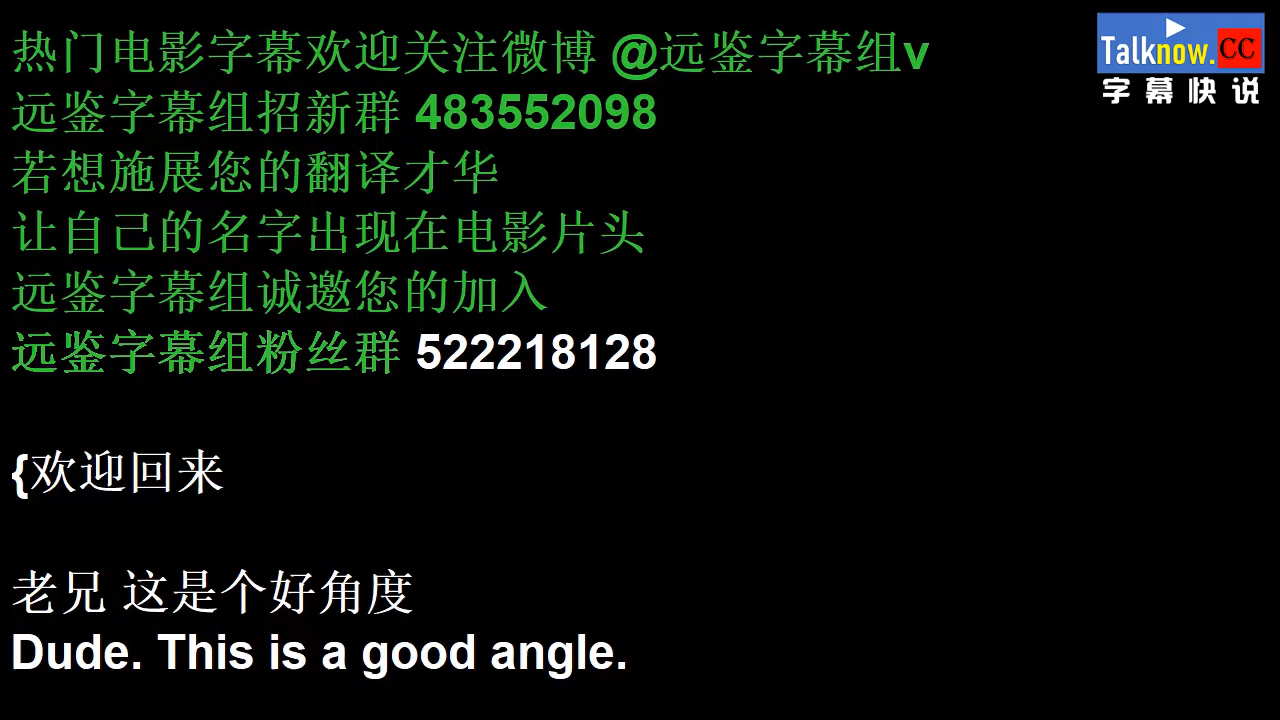 热门电影字幕欢迎关注微博 @远鉴字幕组v
远鉴字幕组招新群 483552098
若想施展您的翻译才华
让自己的名字出现在电影片头
远鉴字幕组诚邀您的加入
远鉴字幕组粉丝群 522218128
{欢迎回来
老兄 这是个好角度
Dude. This is a good angle.
Talknow.CC
字幕快说